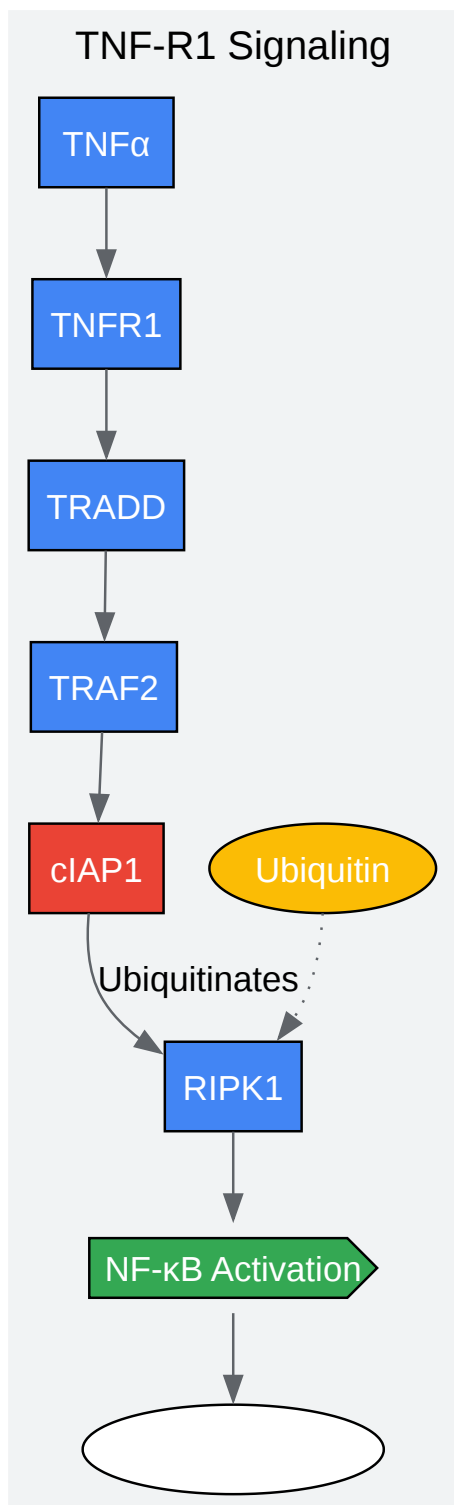 TNF-R1 Signaling
TNFα
TNFR1
TRADD
TRAF2
cIAP1
Ubiquitin
Ubiquitinates
RIPK1
NF-κB Activation